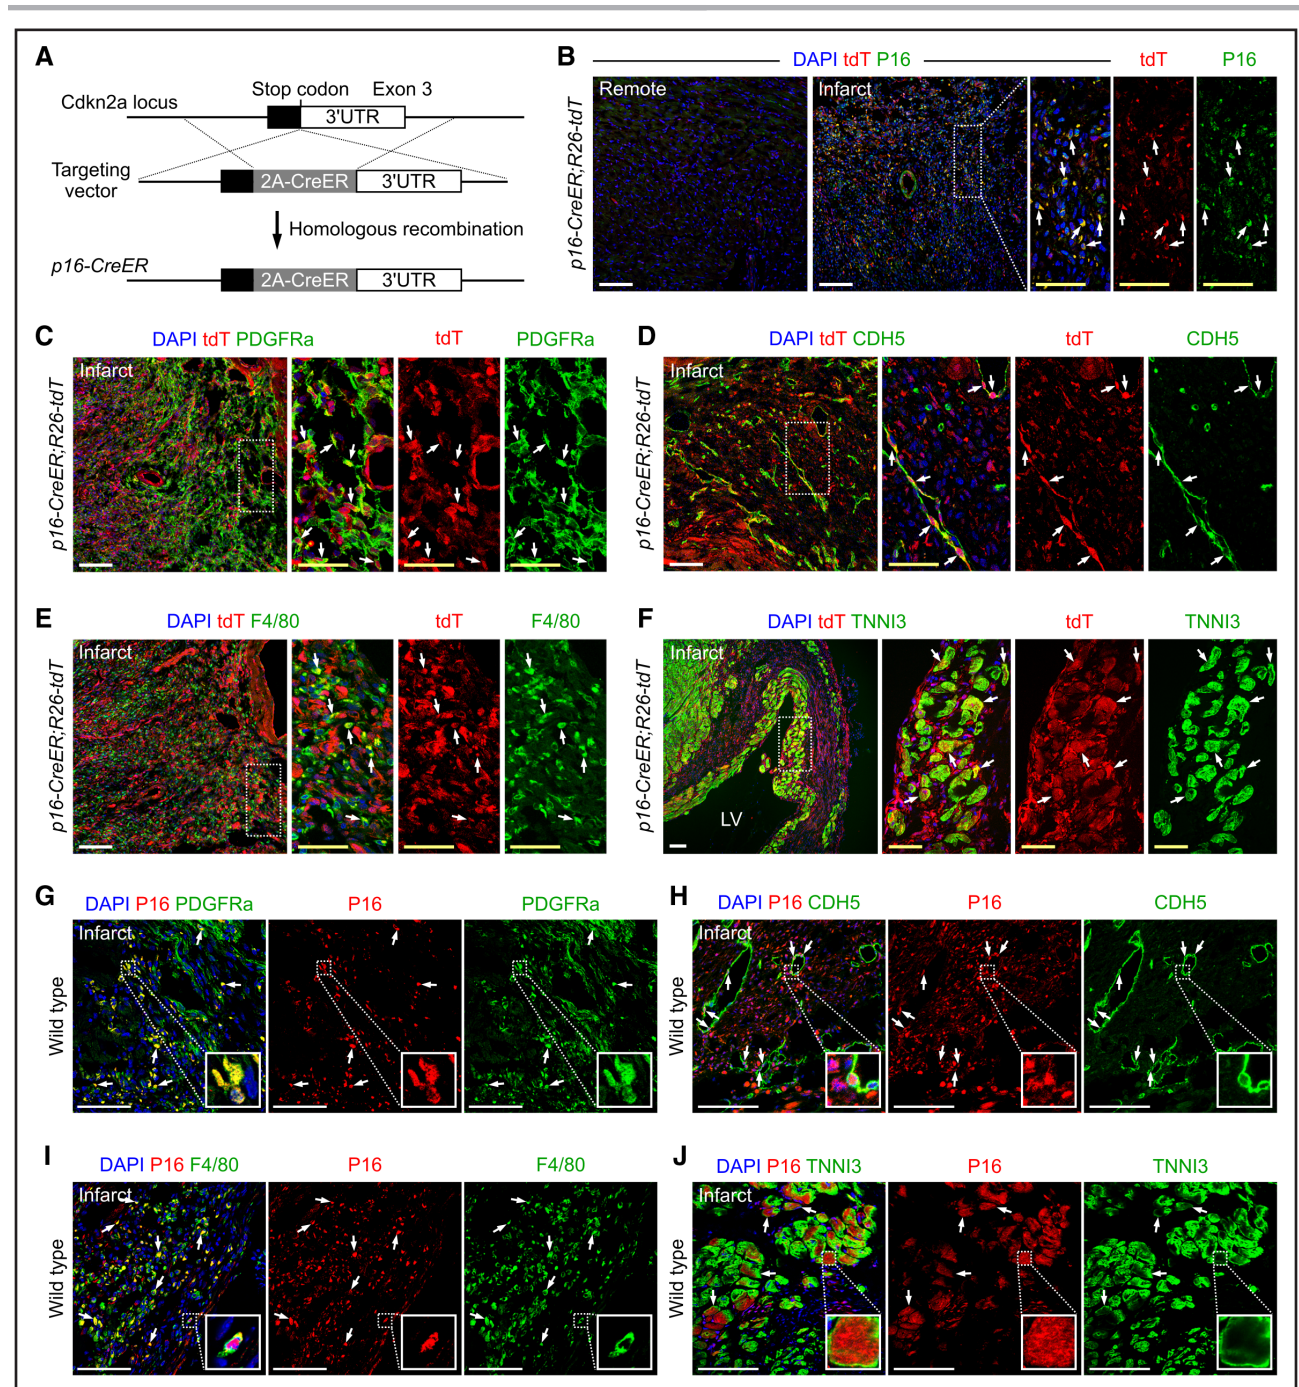 A
Stop codon
Exon 3
Cdkn2a locus
3'UTR
Targeting
vector
2A-CreER
3'UTR
Homologous recombination
p16-CreER
2A-CreER
3'UTR
B
DAPI tdT P16
tdT
P16
p16-CreER;R26-tdT
Remote
Infarct
C
DAPI tdT PDGFRa
tdT
PDGFRa
p16-CreER;R26-tdT
Infarct
D
DAPI tdT CDH5
tdT
CDH5
p16-CreER;R26-tdT
Infarct
E
DAPI tdT F4/80
tdT
F4/80
p16-CreER;R26-tdT
Infarct
F
DAPI tdT TNNI3
tdT
TNNI3
p16-CreER;R26-tdT
Infarct
LV
G
DAPI P16 PDGFRa
P16
PDGFRa
Wild type
Infarct
H
DAPI P16 CDH5
P16
CDH5
Wild type
Infarct
I
DAPI P16 F4/80
P16
F4/80
Wild type
Infarct
J
DAPI P16 TNNI3
P16
TNNI3
Wild type
Infarct